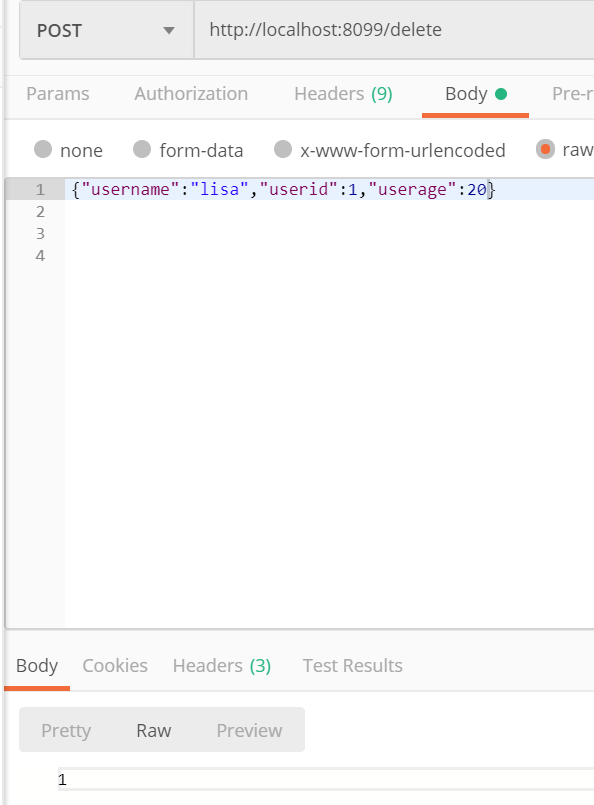 POST http://localhost:8099/delete
Params Authorization Headers (9) Body Pre-r
none form-data x-www-form-urlencoded raw
1 {"username":"lisa","userid":1,"userage":20}
2
3
4
Body Cookies Headers (3) Test Results
Pretty Raw Preview
1